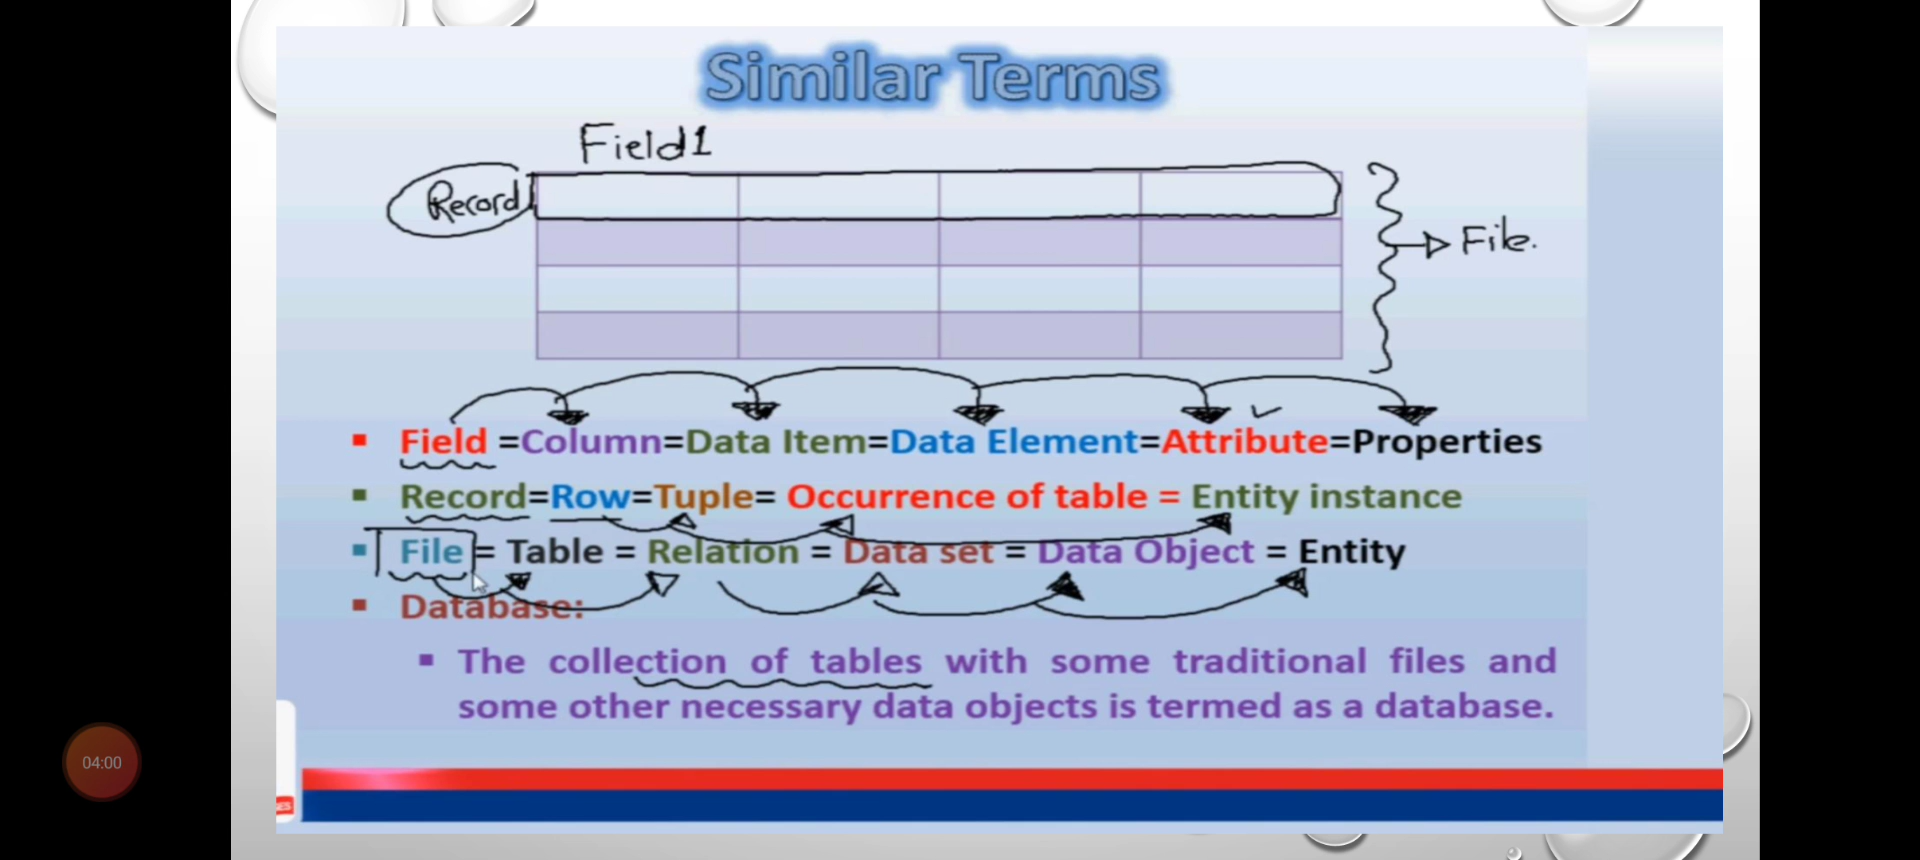 Similar Terms
Field1
Record
File.
Field =Column=Data Item=Data Element=Attribute=Properties
Record=Row=Tuple= Occurrence of table = Entity instance
File = Table = Relation = Data set = Data Object = Entity
Database:
The collection of tables with some traditional files and
some other necessary data objects is termed as a database.
04:00